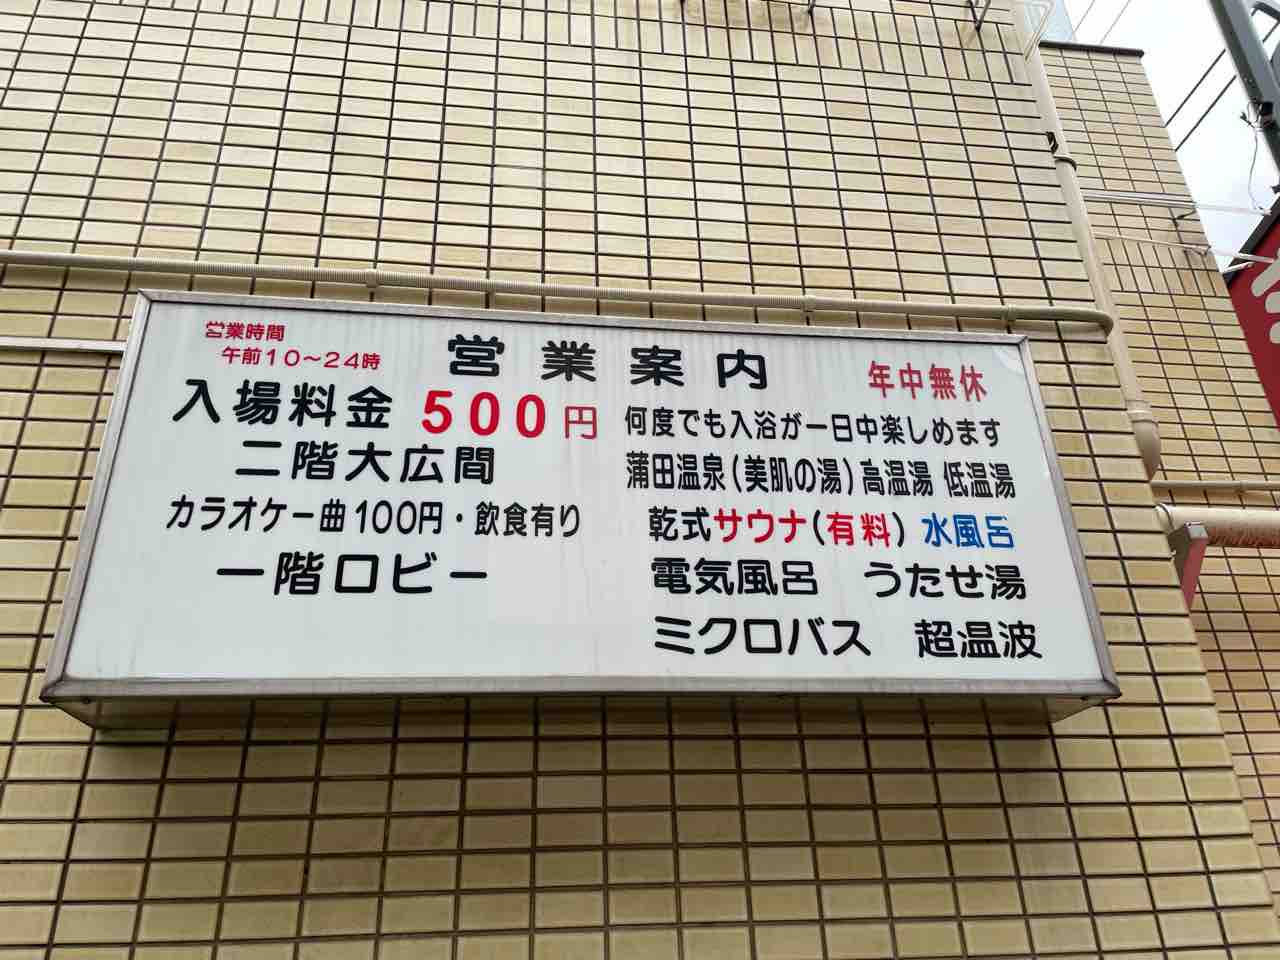 営業時間
午前10～24時
営業案内
年中無休
入場料金 500円
二階大広間
カラオケ一曲100円・飲食有り
一階ロビー
何度でも入浴が一日中楽しめます
蒲田温泉(美肌の湯)高温湯 低温湯
乾式サウナ(有料) 水風呂
電気風呂 うたせ湯
ミクロバス 超温波